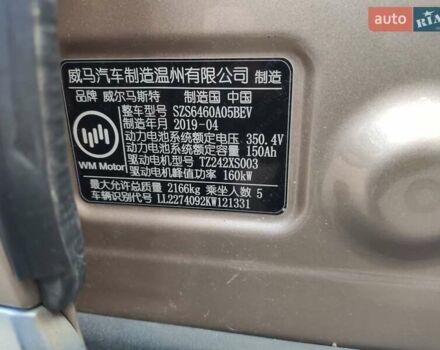 auto RIA
威马汽车制造温州有限公司 制造
品牌 威尔马斯特 制造国 中国
整车型号 SZS6460A05BEV
制造年月 2019-04
动力电池系统额定电压 350.4V
动力电池系统额定容量 150Ah
驱动电机型号 TZ242XS003
驱动电机峰值功率 160kW
WM Motor
最大允许总质量 2166kg 乘坐人数 5
车辆识别代号 LL2274092KW121331